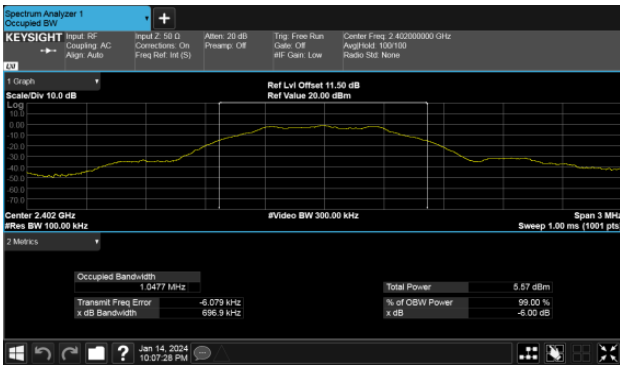 Spectrum Analyzer 1
Occupied BW
+
KEYSIGHT Input: RF Input Z: 50 Ω Atten: 20 dB Trig: Free Run Center Freq: 2.402000000 GHz
Coupling: AC Corrections: On Preamp: Off Gate: Off Avg|Hold: 100/100
Align: Auto Freq Ref: Int (S) #IF Gain: Low Radio Std: None
LXI
1 Graph
Ref Lvl Offset 11.50 dB
Scale/Div 10.0 dB Ref Value 20.00 dBm
Log
10.0
0.00
-10.0
-20.0
-30.0
-40.0
-50.0
-60.0
-70.0
Center 2.402 GHz #Video BW 300.00 kHz Span 3 MHz
#Res BW 100.00 kHz Sweep 1.00 ms (1001 pts
2 Metrics
Occupied Bandwidth
1.0477 MHz Total Power 5.57 dBm
Transmit Freq Error -6.079 kHz % of OBW Power 99.00 %
x dB Bandwidth 696.9 kHz x dB -6.00 dB
? Jan 14, 2024
10:07:28 PM